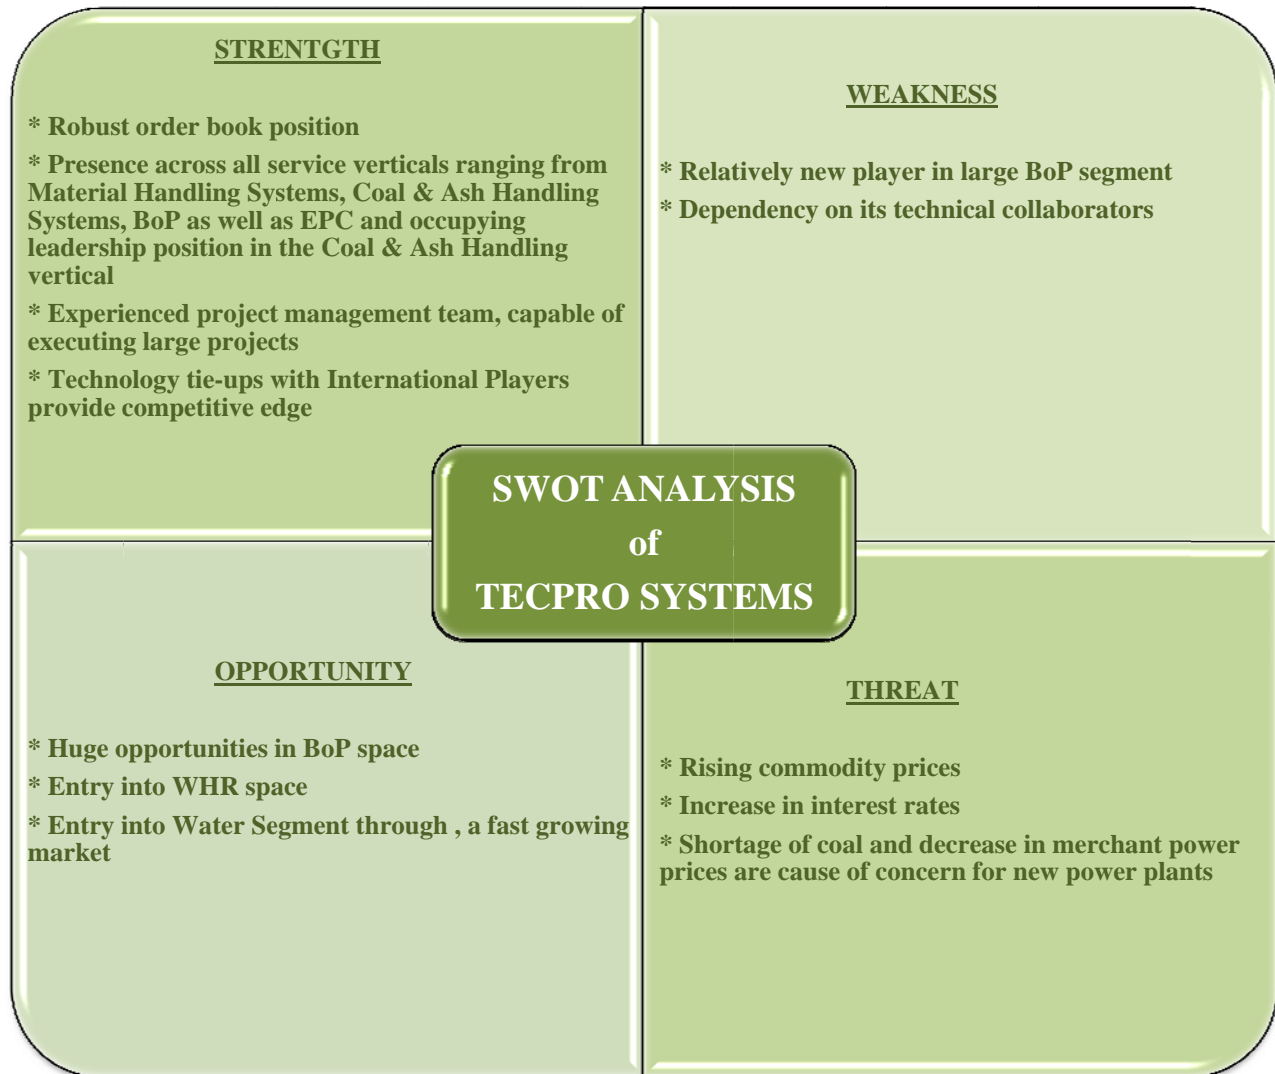 STRENTGTH
* Robust order book position
* Presence across all service verticals ranging from
Material Handling Systems, Coal & Ash Handling
Systems, BoP as well as EPC and occupying
leadership position in the Coal & Ash Handling
vertical
* Experienced project management team, capable of
executing large projects
* Technology tie-ups with International Players
provide competitive edge
WEAKNESS
* Relatively new player in large BoP segment
* Dependency on its technical collaborators
SWOT ANALYSIS
of
TECPRO SYSTEMS
OPPORTUNITY
* Huge opportunities in BoP space
* Entry into WHR space
* Entry into Water Segment through , a fast growing
market
THREAT
* Rising commodity prices
* Increase in interest rates
* Shortage of coal and decrease in merchant power
prices are cause of concern for new power plants